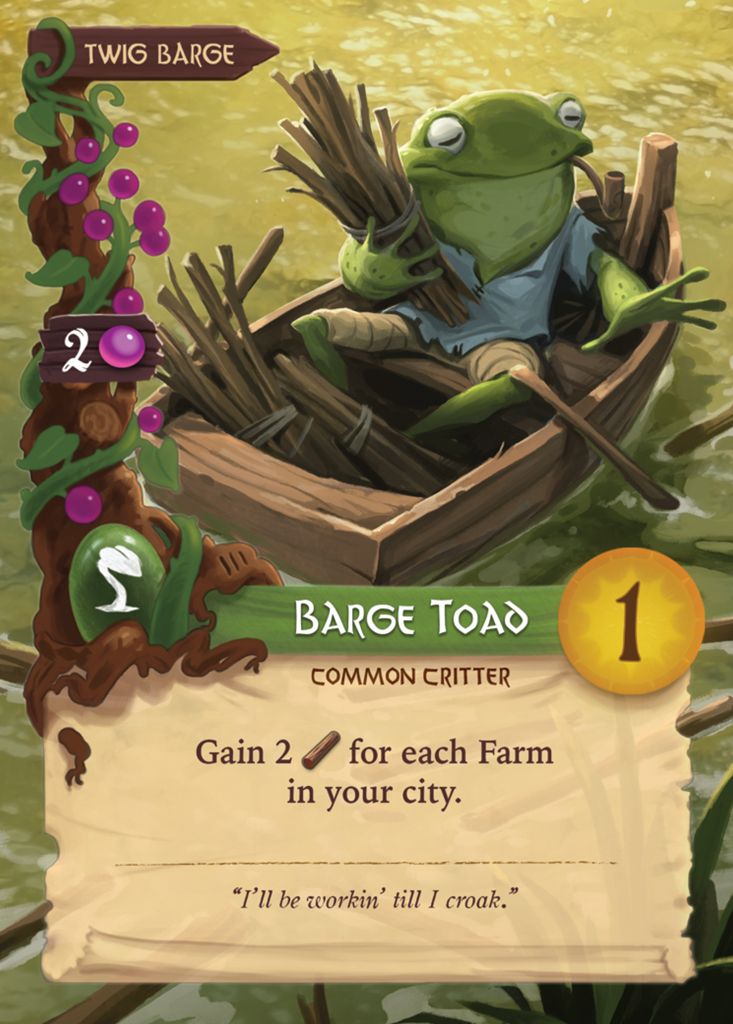 TWIG BARGE
2
BARGE TOAD
1
COMMON CRITTER
Gain 2 for each Farm
in your city.
“I’ll be workin’ till I croak.”